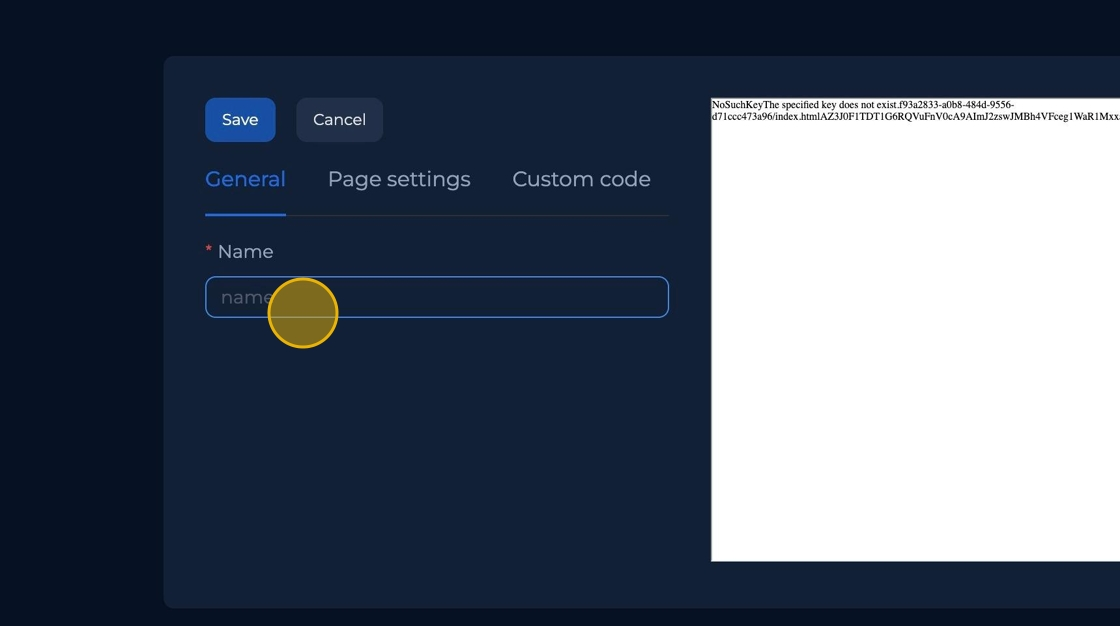 Save
Cancel
General
Page settings
Custom code
* Name
name
NoSuchKeyThe specified key does not exist.f93a2833-a0b8-484d-9556-
d71ccc473a96/index.htmlAZ3J0F1TDT1G6RQVuFnV0cA9AImJ2zswJMBh4VFceg1WaR1Mxx